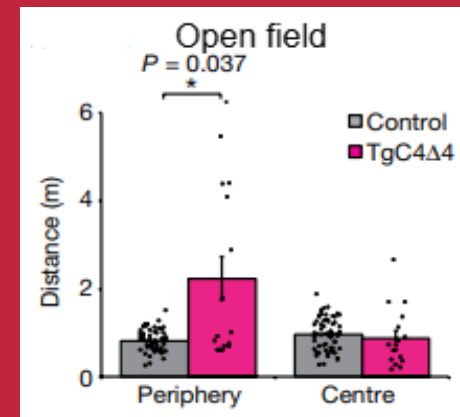 Open field
P = 0.037
*
6
Control
TgC4Δ4
4
Distance (m)
2
0
Periphery
Centre